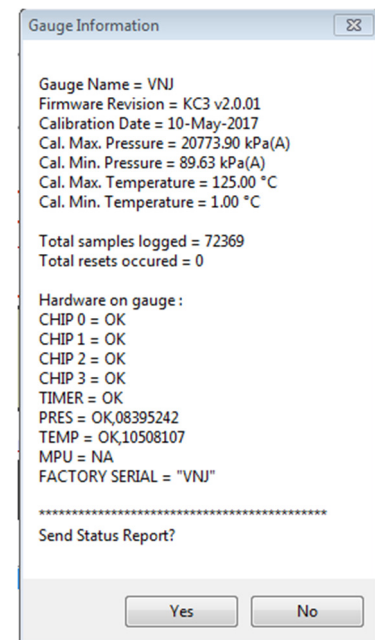 Gauge Information
Gauge Name = VNJ
Firmware Revision = KC3 v2.0.01
Calibration Date = 10-May-2017
Cal. Max. Pressure = 20773.90 kPa(A)
Cal. Min. Pressure = 89.63 kPa(A)
Cal. Max. Temperature = 125.00 °C
Cal. Min. Temperature = 1.00 °C
Total samples logged = 72369
Total resets occured = 0
Hardware on gauge :
CHIP 0 = OK
CHIP 1 = OK
CHIP 2 = OK
CHIP 3 = OK
TIMER = OK
PRES = OK,08395242
TEMP = OK,10508107
MPU = NA
FACTORY SERIAL = "VNJ"
********************************************
Send Status Report?
Yes No